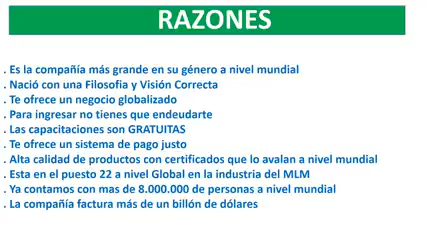 RAZONES
. Es la compañía más grande en su género a nivel mundial
. Nació con una Filosofia y Visión Correcta
. Te ofrece un negocio globalizado
. Para ingresar no tienes que endeudarte
. Las capacitaciones son GRATUITAS
. Te ofrece un sistema de pago justo
. Alta calidad de productos con certificados que lo avalan a nivel mundial
. Esta en el puesto 22 a nivel Global en la industria del MLM
. Ya contamos con mas de 8.000.000 de personas a nivel mundial
. La compañía factura más de un billón de dólares